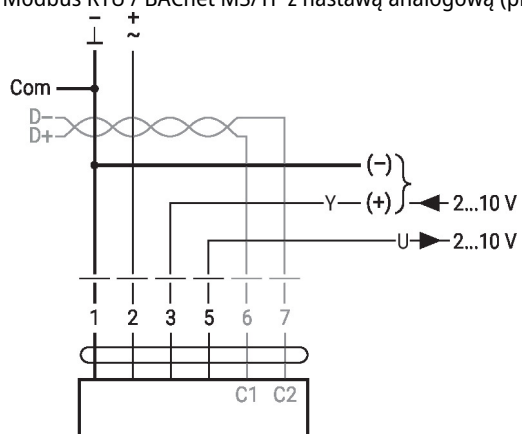 Modbus RTU / BACnet MS/TP z nastawą analogową
− +
⊥ ~
Com
D−
D+
(−)
Y (+) 2...10 V
U 2...10 V
1 2 3 5 6 7
C1 C2